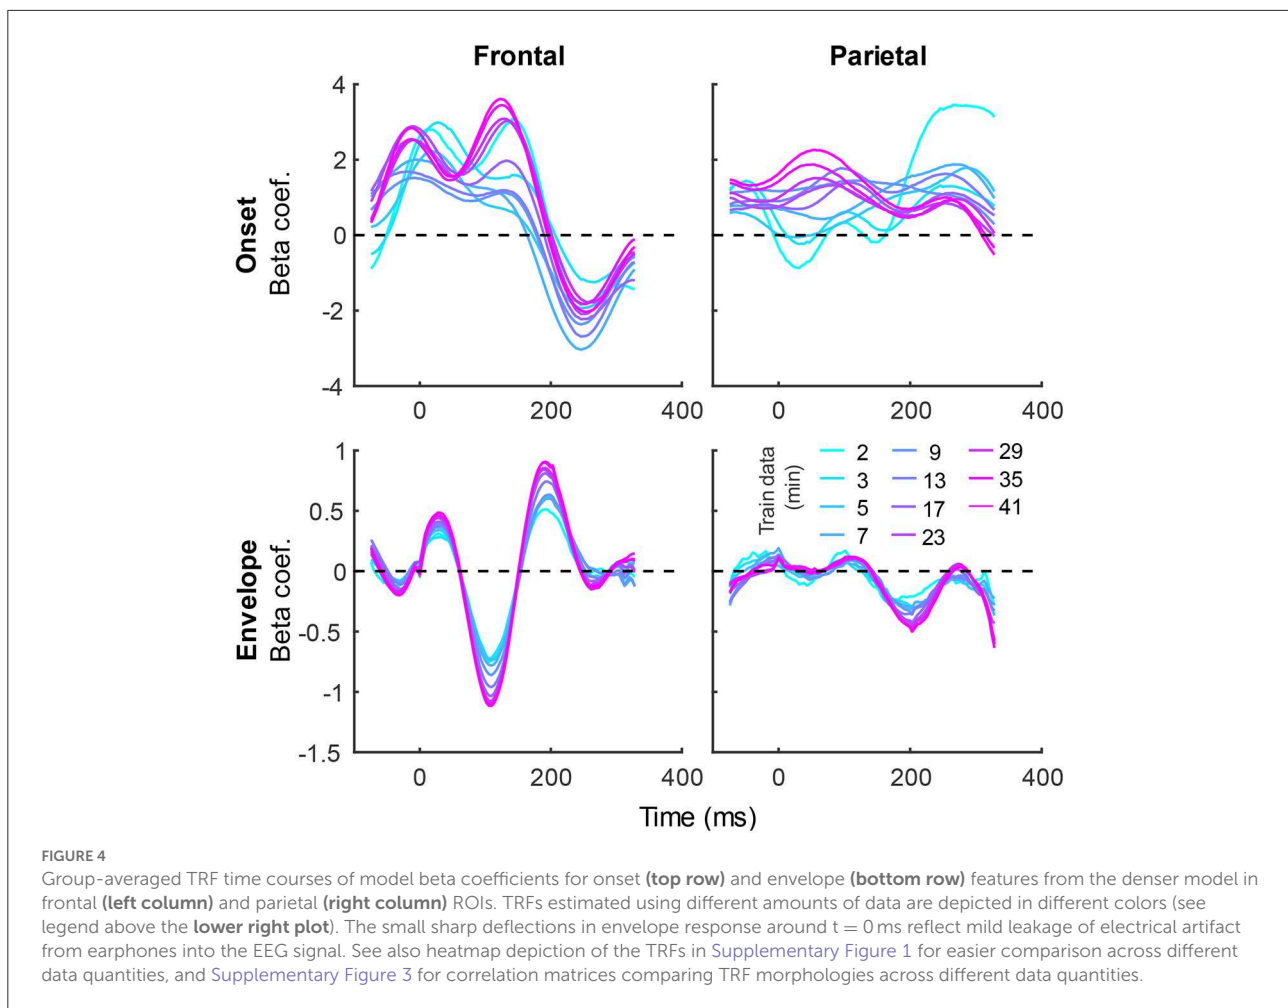 Frontal
Parietal
Onset
Beta coef.
4
2
0
-2
-4
0
200
400
0
200
400
Envelope
Beta coef.
1
0.5
0
-0.5
-1
-1.5
0
200
400
0
200
400
Train data
(min)
2
3
5
7
9
13
17
23
29
35
41
Time (ms)
FIGURE 4
Group-averaged TRF time courses of model beta coefficients for onset (top row) and envelope (bottom row) features from the denser model in
frontal (left column) and parietal (right column) ROIs. TRFs estimated using different amounts of data are depicted in different colors (see
legend above the lower right plot). The small sharp deflections in envelope response around t = 0 ms reflect mild leakage of electrical artifact
from earphones into the EEG signal. See also heatmap depiction of the TRFs in Supplementary Figure 1 for easier comparison across different
data quantities, and Supplementary Figure 3 for correlation matrices comparing TRF morphologies across different data quantities.